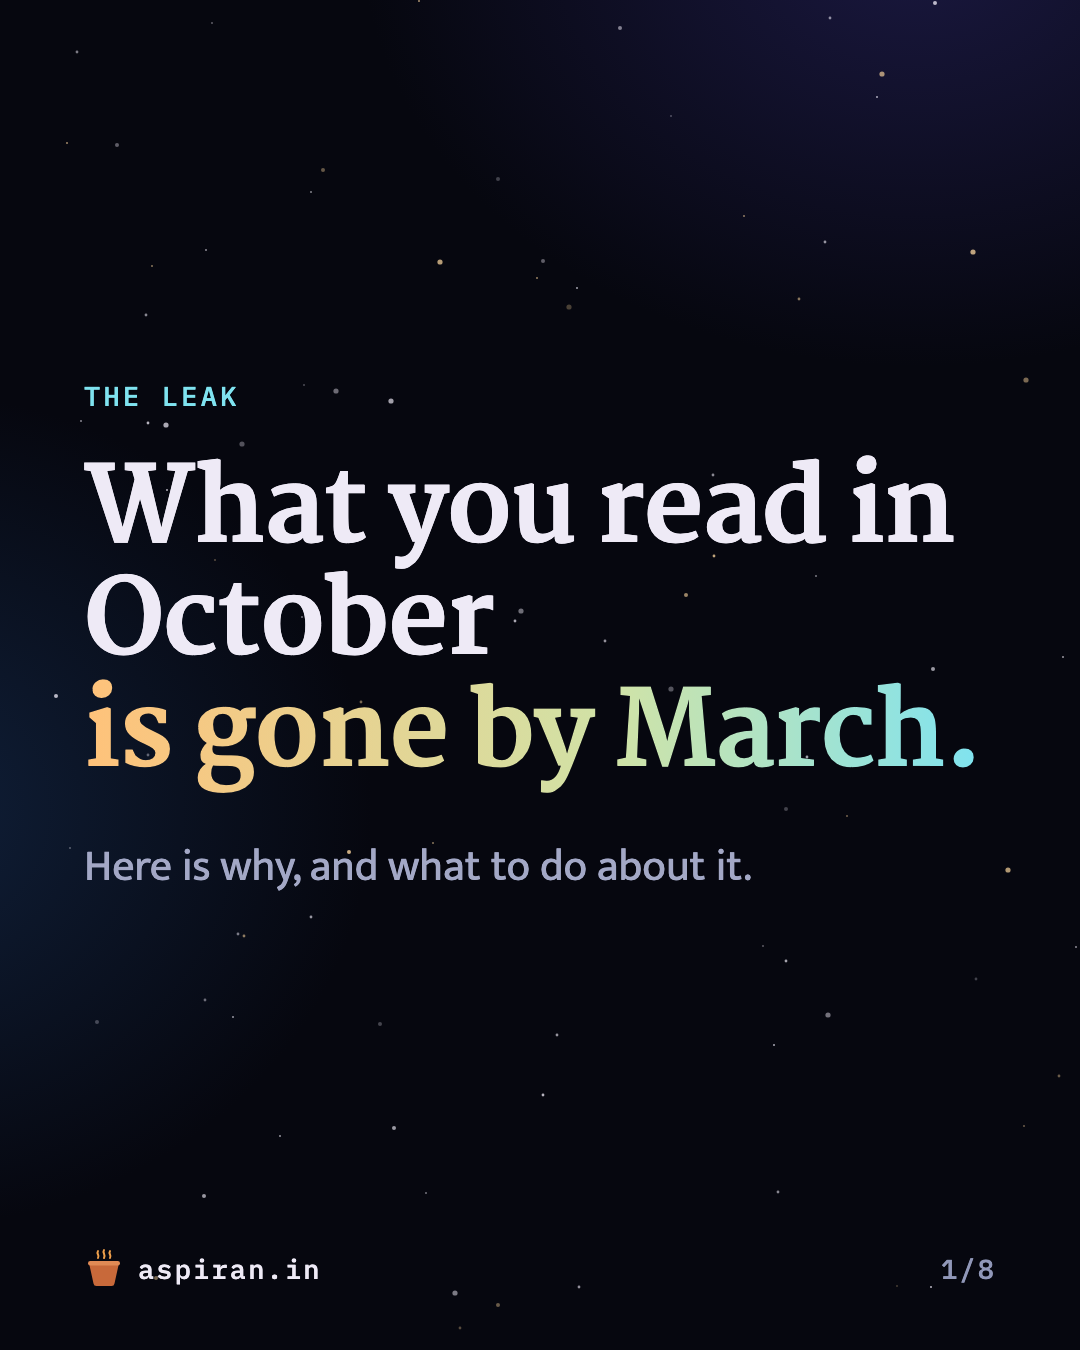 THE LEAK
What you read in
October
is gone by March.
Here is why, and what to do about it.
aspiran.in
1/8